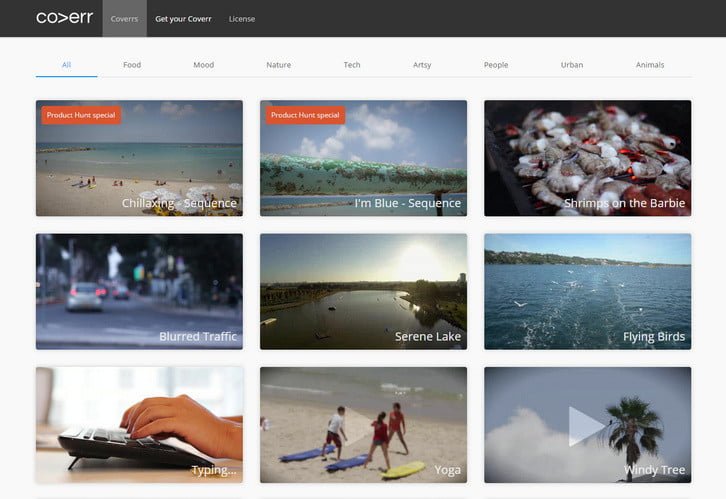 co>err
Coverrs
Get your Coverr
License
All
Food
Mood
Nature
Tech
Artsy
People
Urban
Animals
Product Hunt special
Chillaxing - Sequence
Product Hunt special
I'm Blue - Sequence
Shrimps on the Barbie
Blurred Traffic
Serene Lake
Flying Birds
Typing...
Yoga
Windy Tree